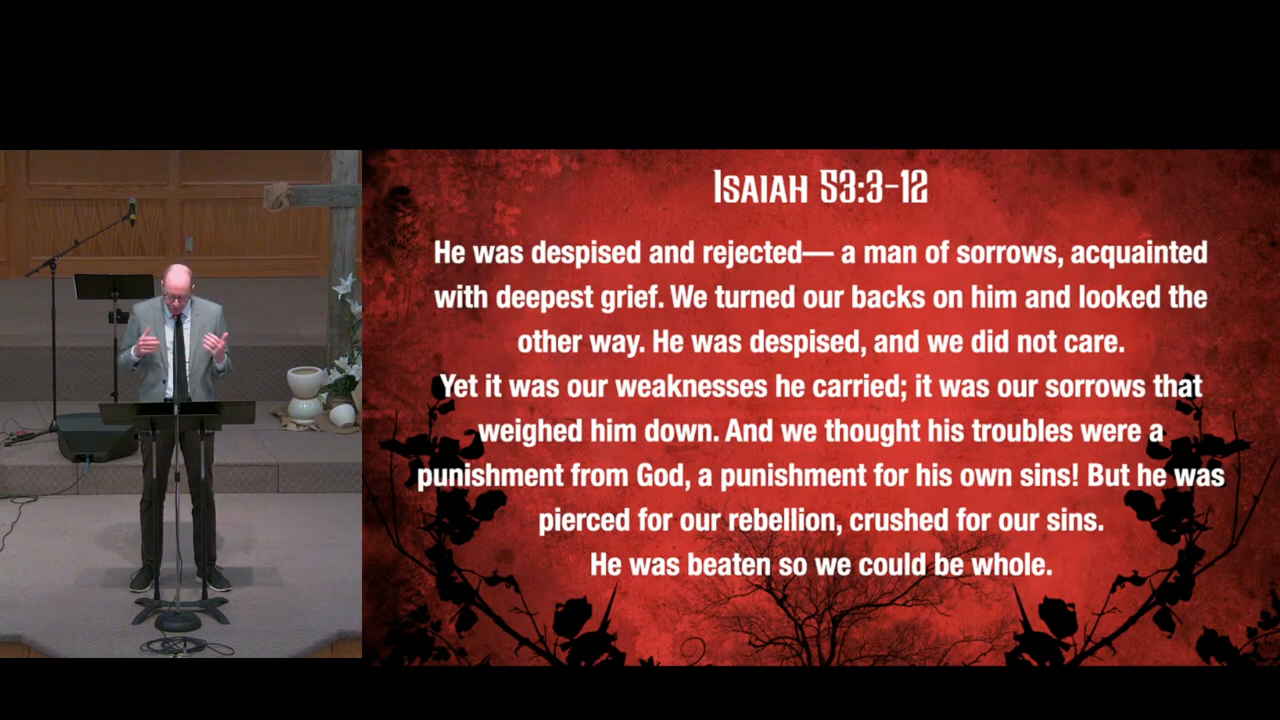 Isaiah 53:3-12
He was despised and rejected— a man of sorrows, acquainted
with deepest grief. We turned our backs on him and looked the
other way. He was despised, and we did not care.
Yet it was our weaknesses he carried; it was our sorrows that
weighed him down. And we thought his troubles were a
punishment from God, a punishment for his own sins! But he was
pierced for our rebellion, crushed for our sins.
He was beaten so we could be whole.